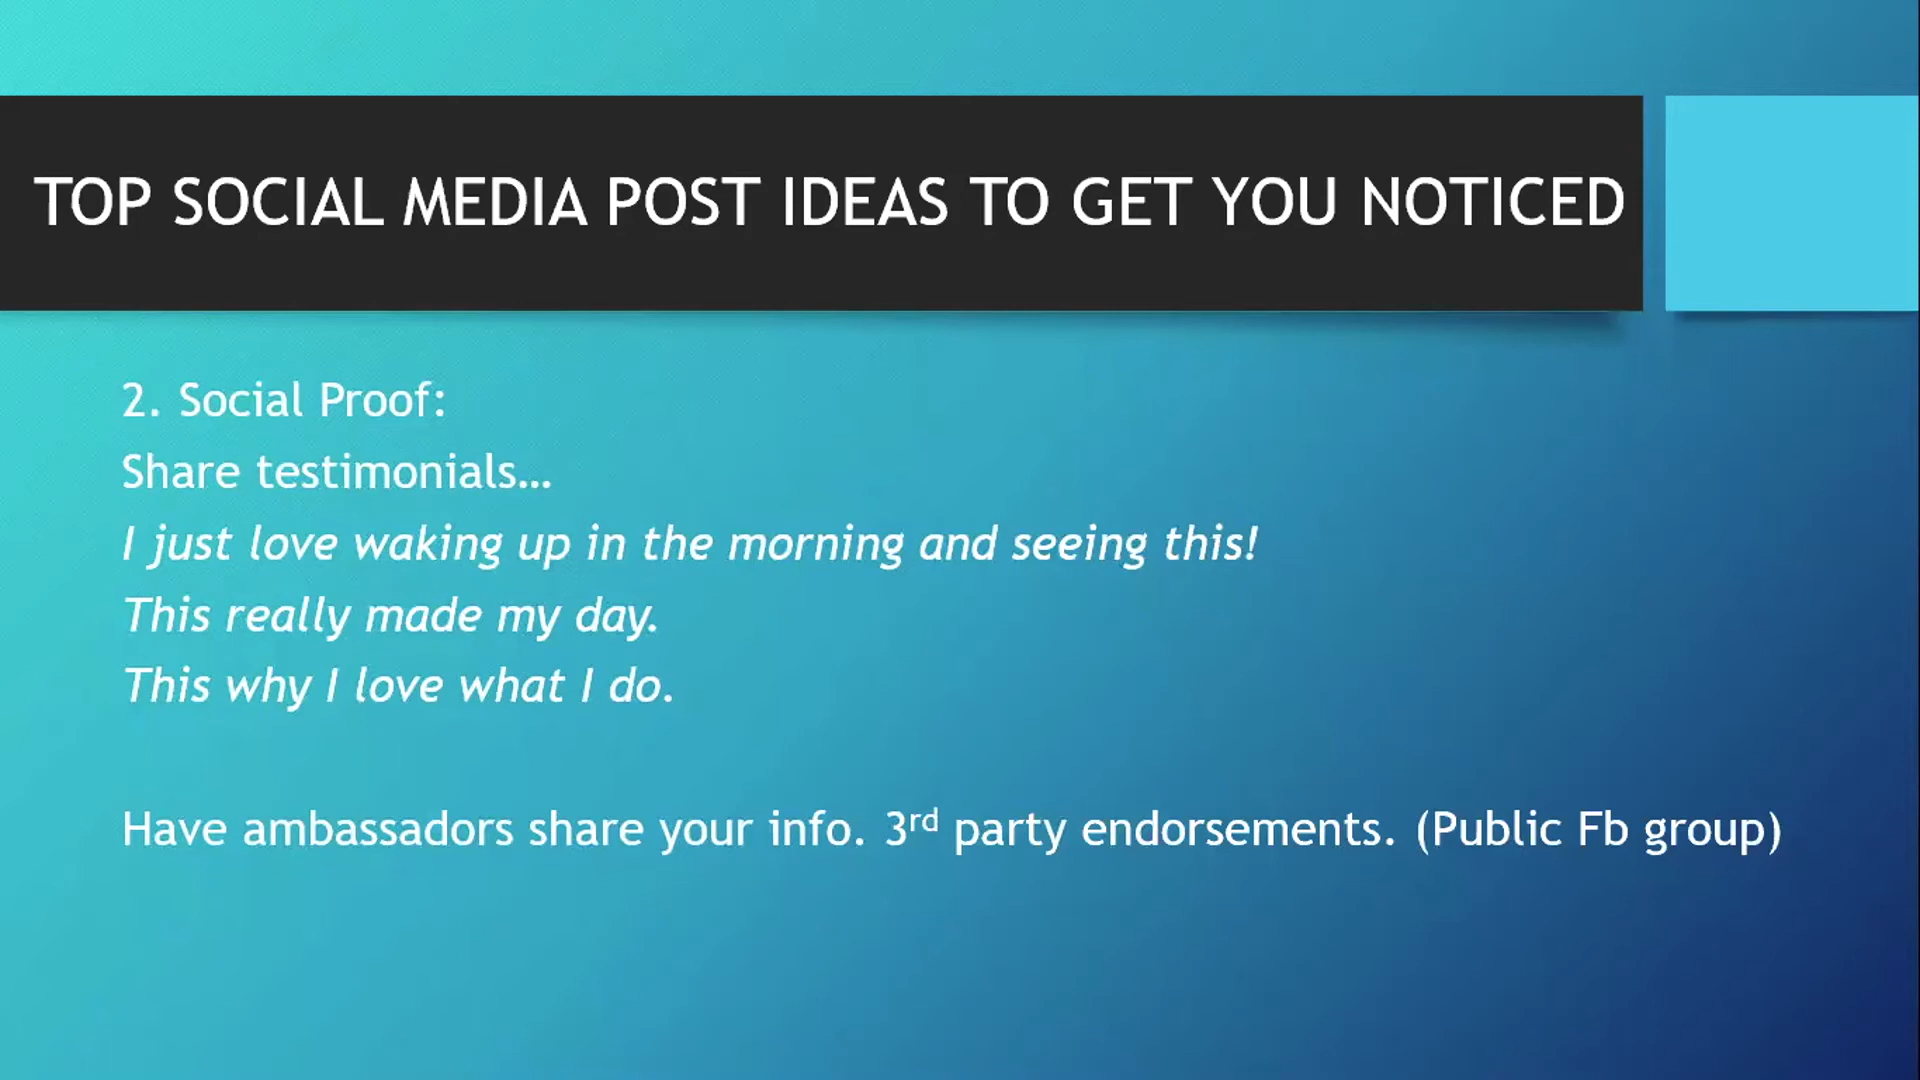 TOP SOCIAL MEDIA POST IDEAS TO GET YOU NOTICED
2. Social Proof:
Share testimonials…
I just love waking up in the morning and seeing this!
This really made my day.
This why I love what I do.
Have ambassadors share your info. 3rd party endorsements. (Public Fb group)